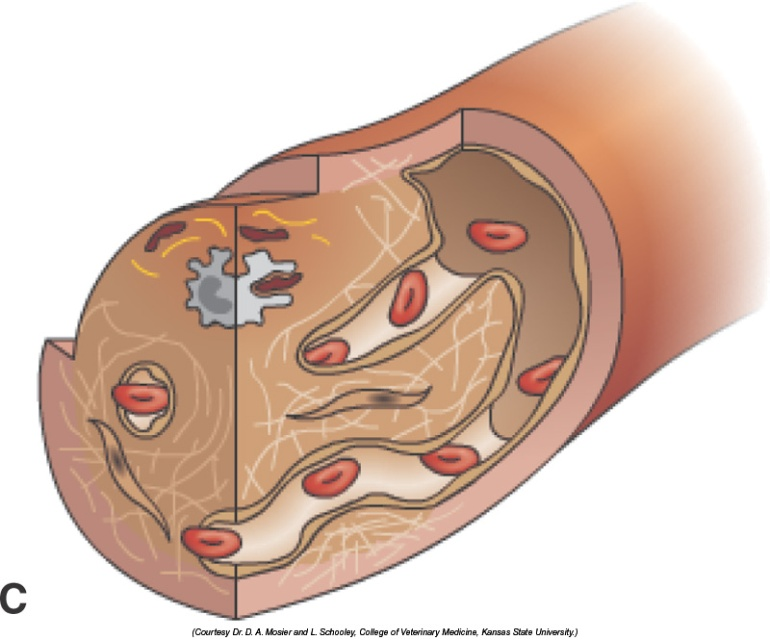 C
(Courtesy Dr. D. A. Mosier and L. Schooley, College of Veterinary Medicine, Kansas State University.)